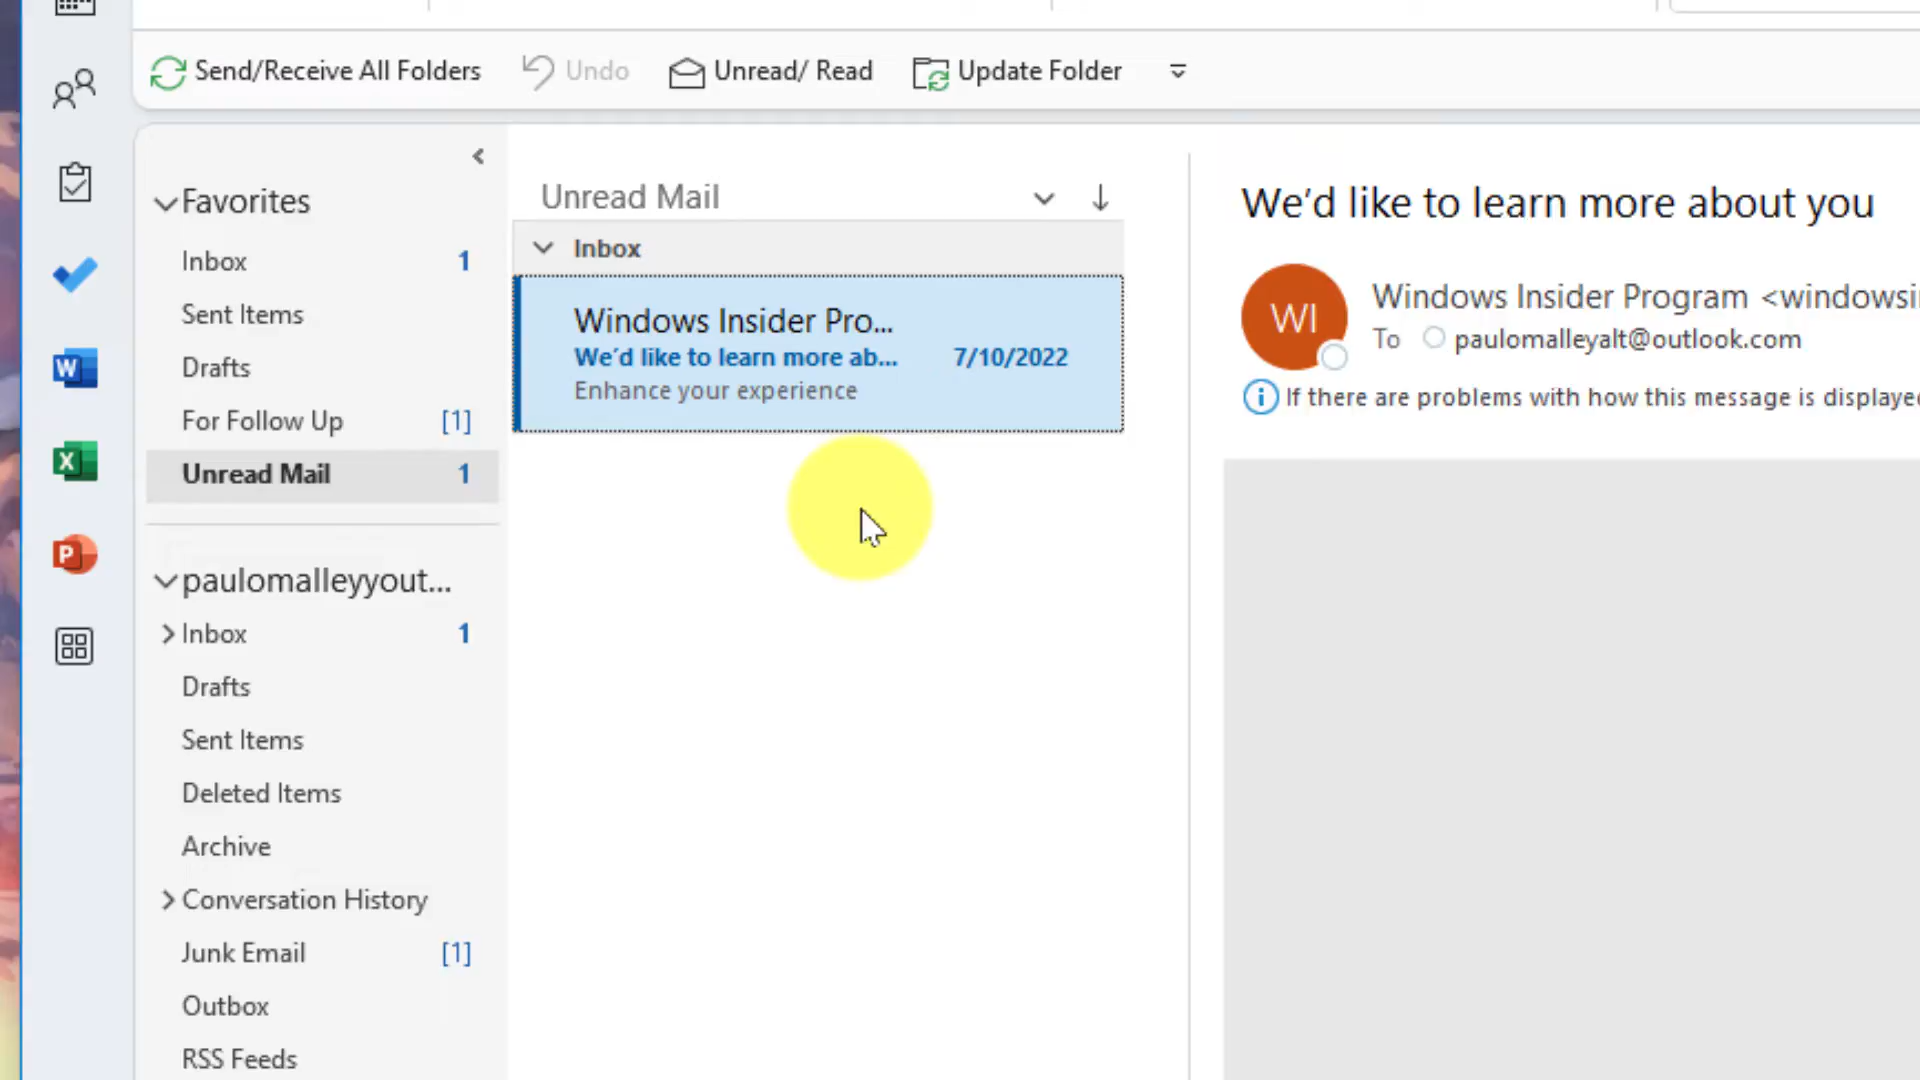 Send/Receive All Folders
Undo
Unread/ Read
Update Folder
Favorites
Inbox 1
Sent Items
Drafts
For Follow Up [1]
Unread Mail 1
paulomalleyyout...
Inbox 1
Drafts
Sent Items
Deleted Items
Archive
Conversation History
Junk Email [1]
Outbox
RSS Feeds
Unread Mail
Inbox
Windows Insider Pro...
We'd like to learn more ab... 7/10/2022
Enhance your experience
We'd like to learn more about you
WI
Windows Insider Program <windowsi
To paulomalleyalt@outlook.com
If there are problems with how this message is displaye
W
X
P